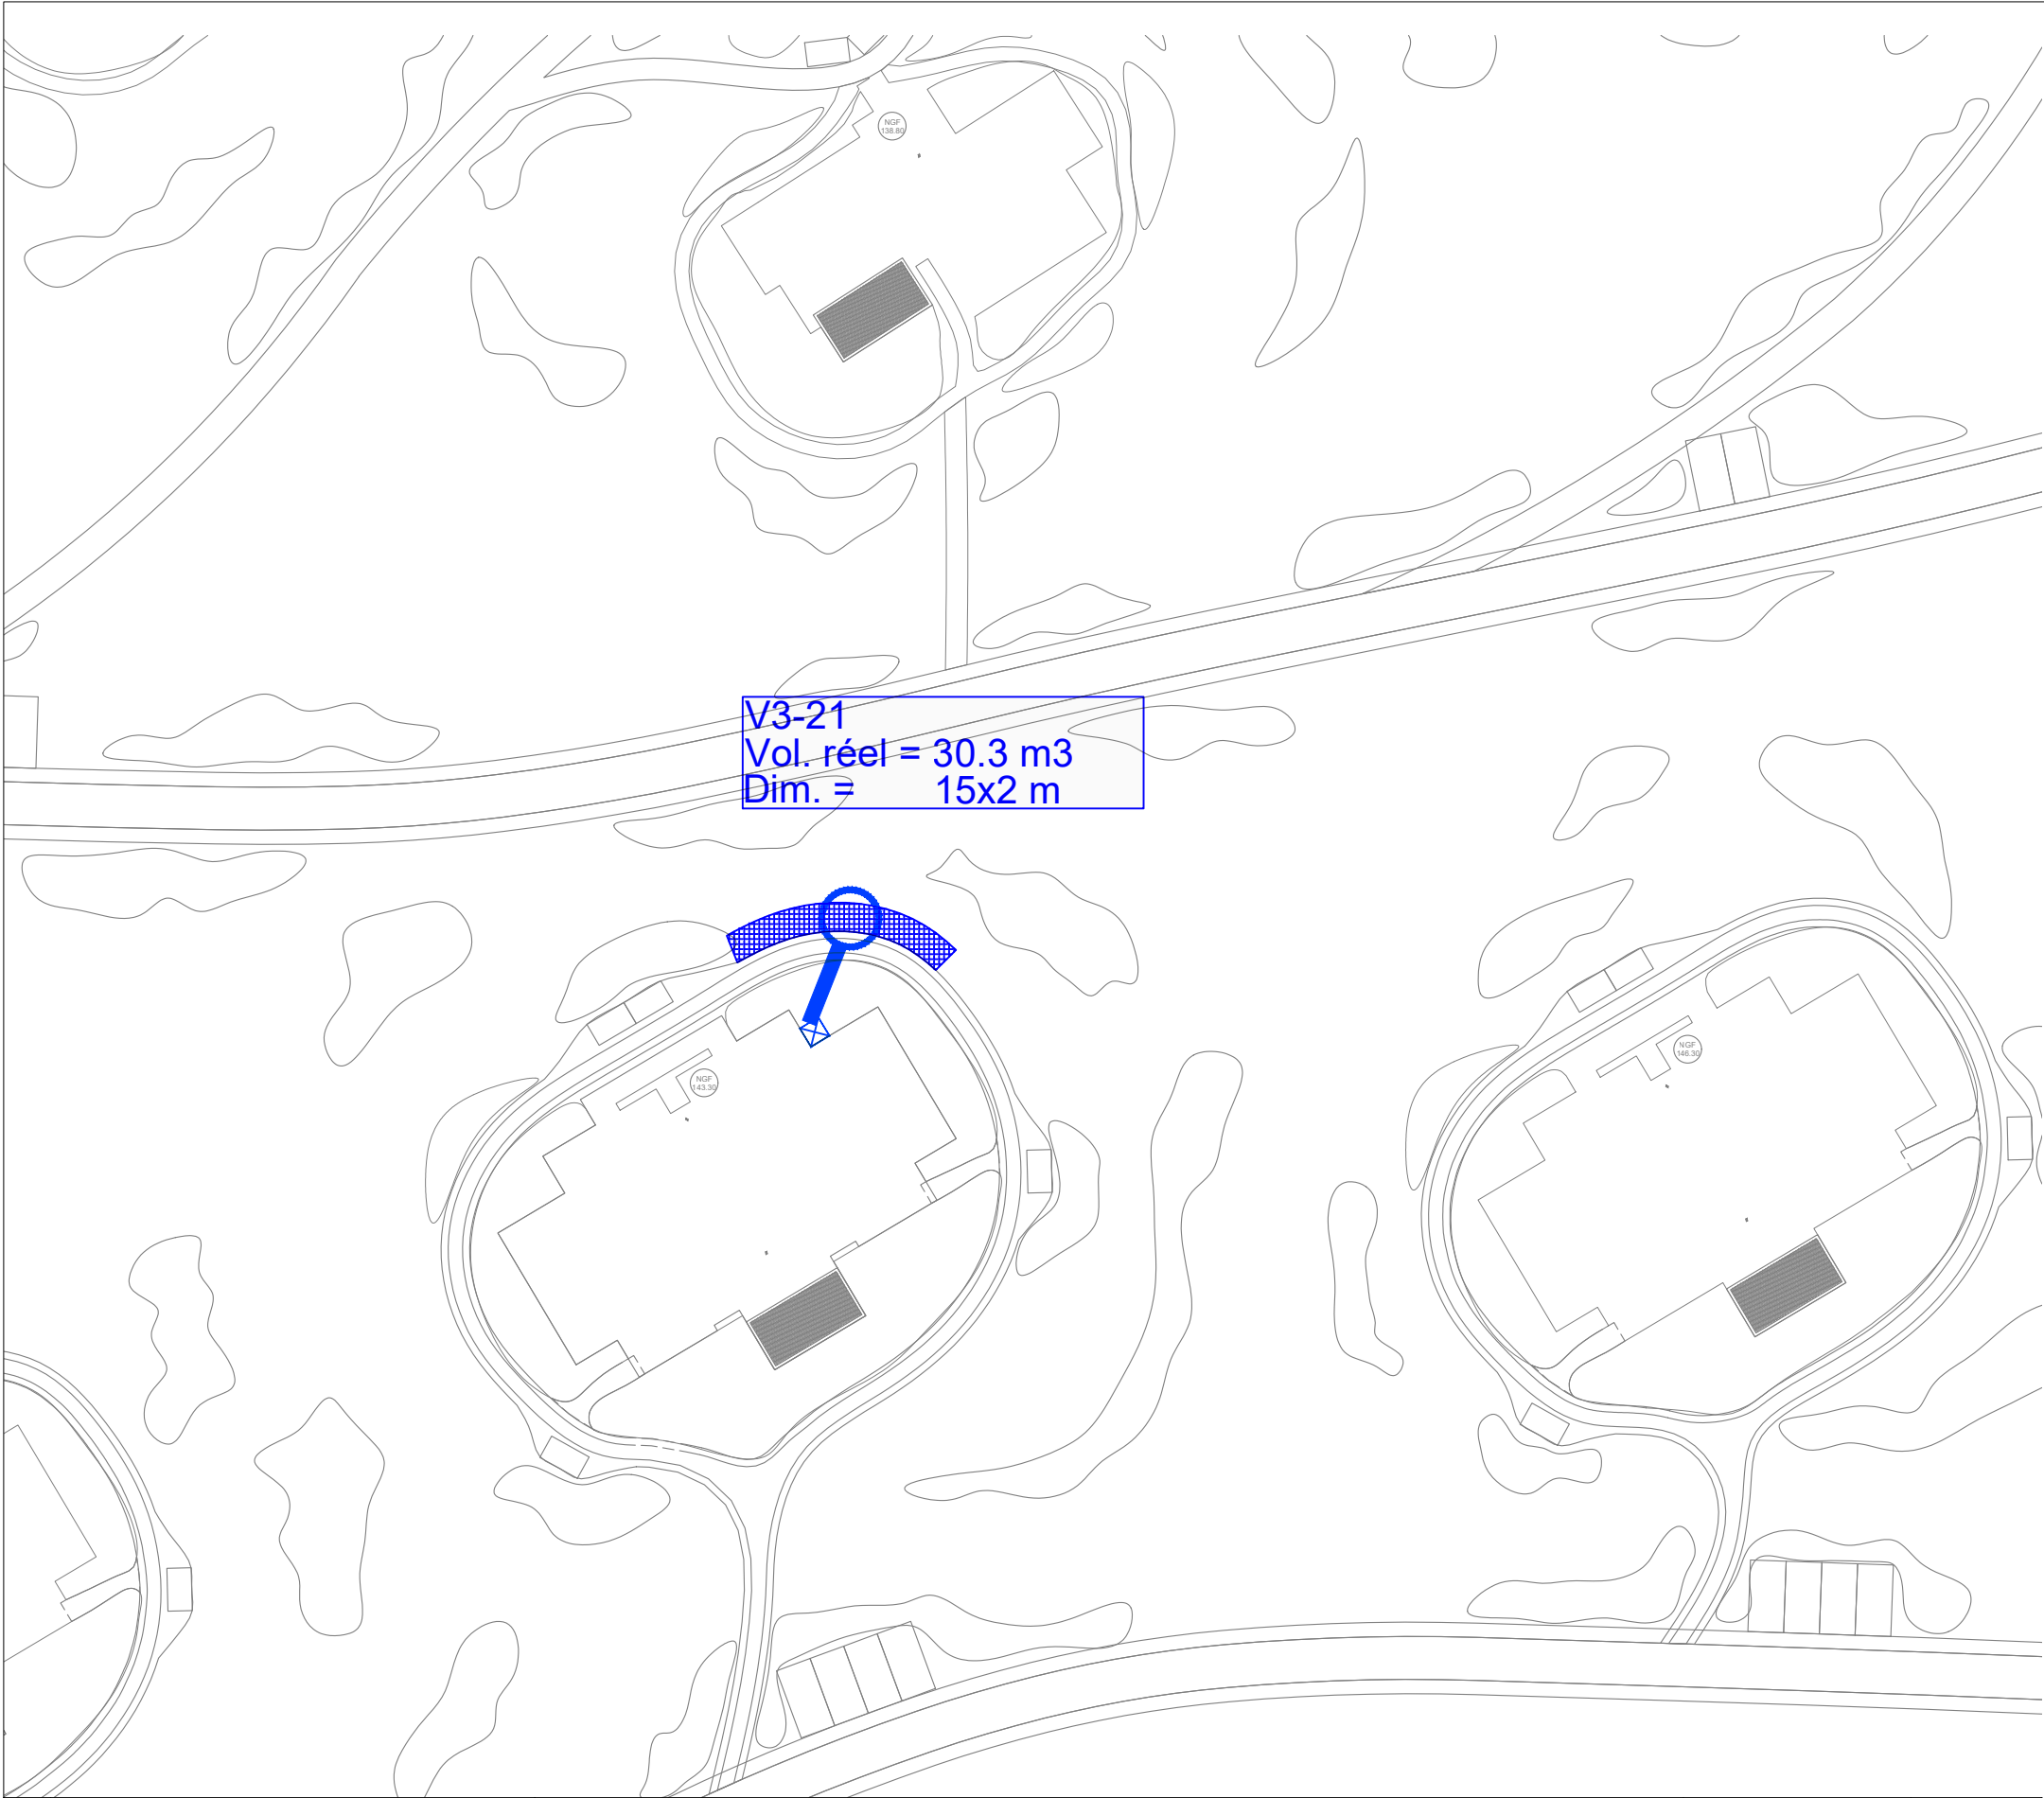 NGF
138.80
V3-21
Vol. réel = 30.3 m3
Dim. = 15x2 m
NGF
143.30
NGF
146.30